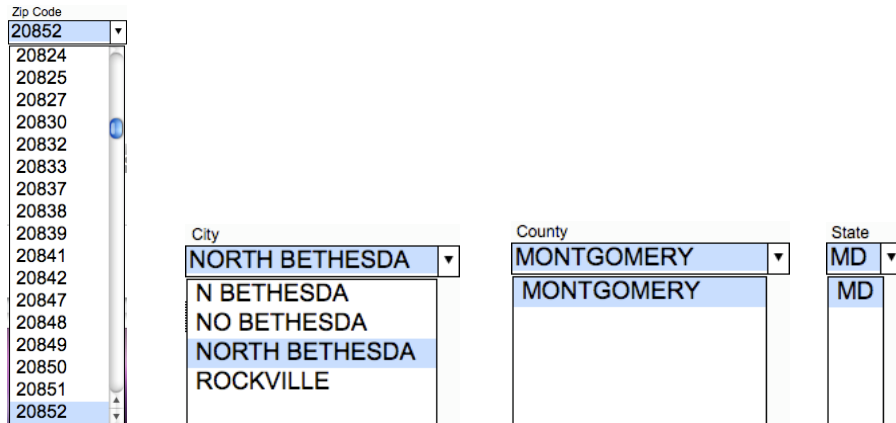 Zip Code
20852
20824
20825
20827
20830
20832
20833
20837
20838
20839
20841
20842
20847
20848
20849
20850
20851
20852
City
NORTH BETHESDA
N BETHESDA
NO BETHESDA
NORTH BETHESDA
ROCKVILLE
County
MONTGOMERY
MONTGOMERY
State
MD
MD